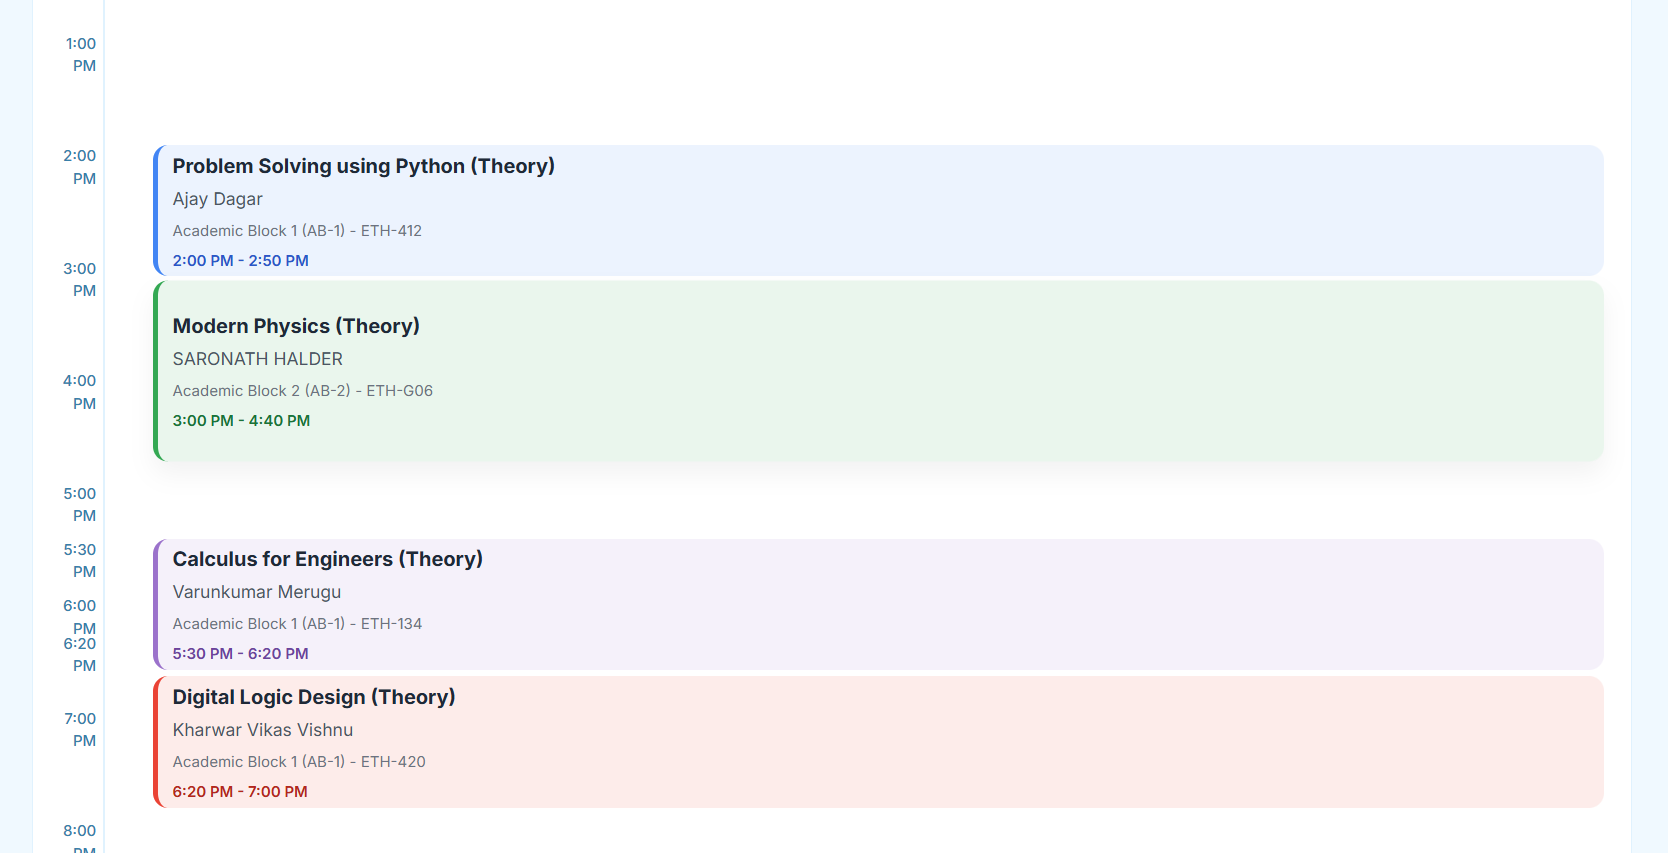 1:00
PM
2:00
PM
Problem Solving using Python (Theory)
Ajay Dagar
Academic Block 1 (AB-1) - ETH-412
2:00 PM - 2:50 PM
3:00
PM
Modern Physics (Theory)
SARONATH HALDER
Academic Block 2 (AB-2) - ETH-G06
3:00 PM - 4:40 PM
4:00
PM
5:00
PM
5:30
PM
Calculus for Engineers (Theory)
Varunkumar Merugu
Academic Block 1 (AB-1) - ETH-134
5:30 PM - 6:20 PM
6:00
PM
6:20
PM
Digital Logic Design (Theory)
Kharwar Vikas Vishnu
Academic Block 1 (AB-1) - ETH-420
6:20 PM - 7:00 PM
7:00
PM
8:00
PM